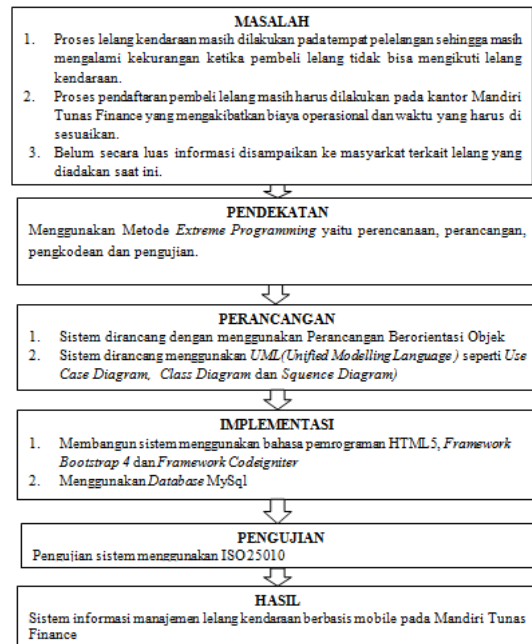 MASALAH
1. Proses lelang kendaraan masih dilakukan pada tempat pelelangan sehingga masih
mengalami kekurangan ketika pembeli lelang tidak bisa mengikuti lelang
kendaraan.
2. Proses pendaftaran pembeli lelang masih harus dilakukan pada kantor Mandiri
Tunas Finance yang mengakibatkan biaya operasional dan waktu yang harus di
sesuaikan.
3. Belum secara luas informasi disampaikan ke masyarkat terkait lelang yang
diadakan saat ini.
PENDEKATAN
Menggunakan Metode Extreme Programming yaitu perencanaan, perancangan,
pengkodean dan pengujian.
PERANCANGAN
1. Sistem dirancang dengan menggunakan Perancangan Berorientasi Objek
2. Sistem dirancang menggunakan UML(Unified Modelling Language ) seperti Use
Case Diagram, Class Diagram dan Squence Diagram)
IMPLEMENTASI
1. Membangun sistem menggunakan bahasa pemrograman HTML5, Framework
Bootstrap 4 dan Framework Codeigniter
2. Menggunakan Database MySql
PENGUJIAN
Pengujian sistem menggunakan ISO25010
HASIL
Sistem informasi manajemen lelang kendaraan berbasis mobile pada Mandiri Tunas
Finance